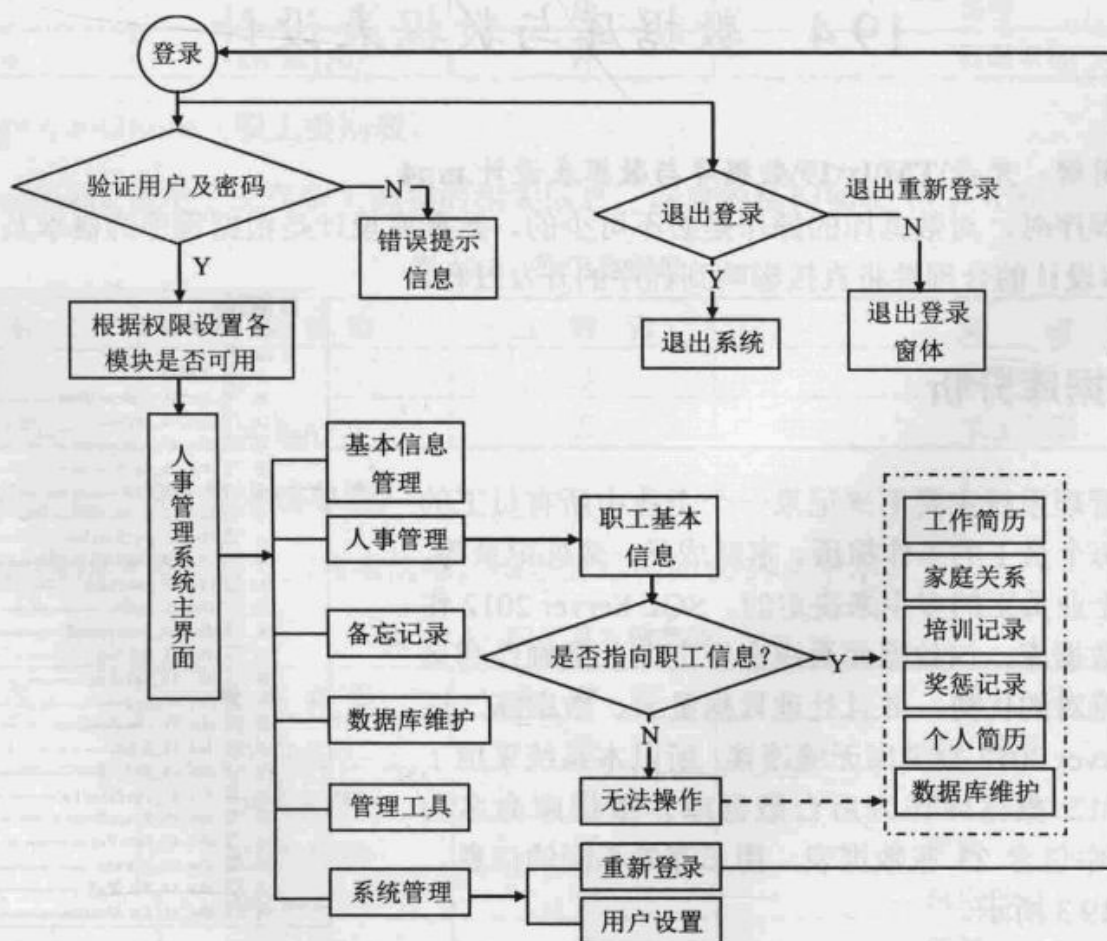 登录
验证用户及密码
N
错误提示
信息
Y
根据权限设置各
模块是否可用
退出登录
Y
退出系统
退出重新登录
N
退出登录
窗体
人事管理系统主界面
基本信息
管理
人事管理
备忘记录
数据库维护
管理工具
系统管理
职工基本
信息
是否指向职工信息?
Y
N
无法操作
重新登录
用户设置
工作简历
家庭关系
培训记录
奖惩记录
个人简历
数据库维护